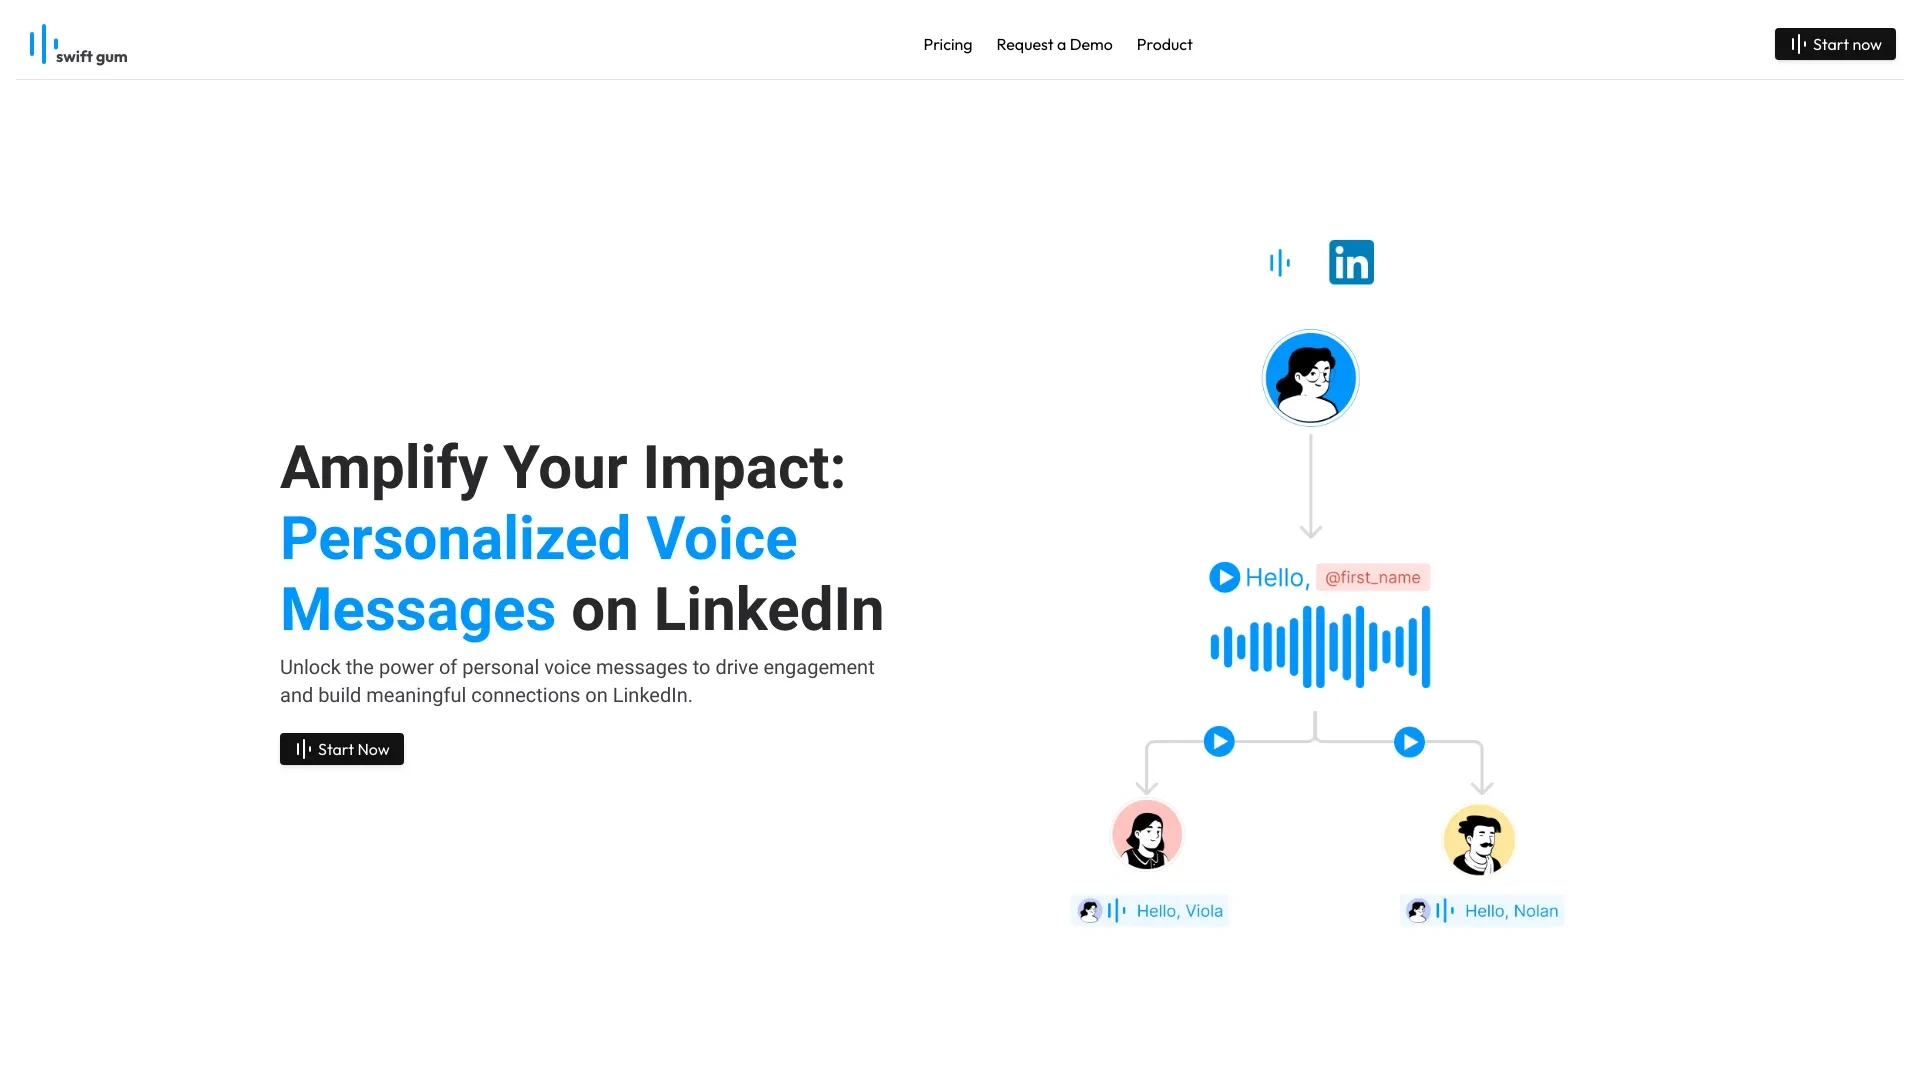 swift gum
Pricing
Request a Demo
Product
Start now
in
Amplify Your Impact:
Personalized Voice
Messages on LinkedIn
Unlock the power of personal voice messages to drive engagement
and build meaningful connections on LinkedIn.
Start Now
Hello, @first_name
Hello, Viola
Hello, Nolan